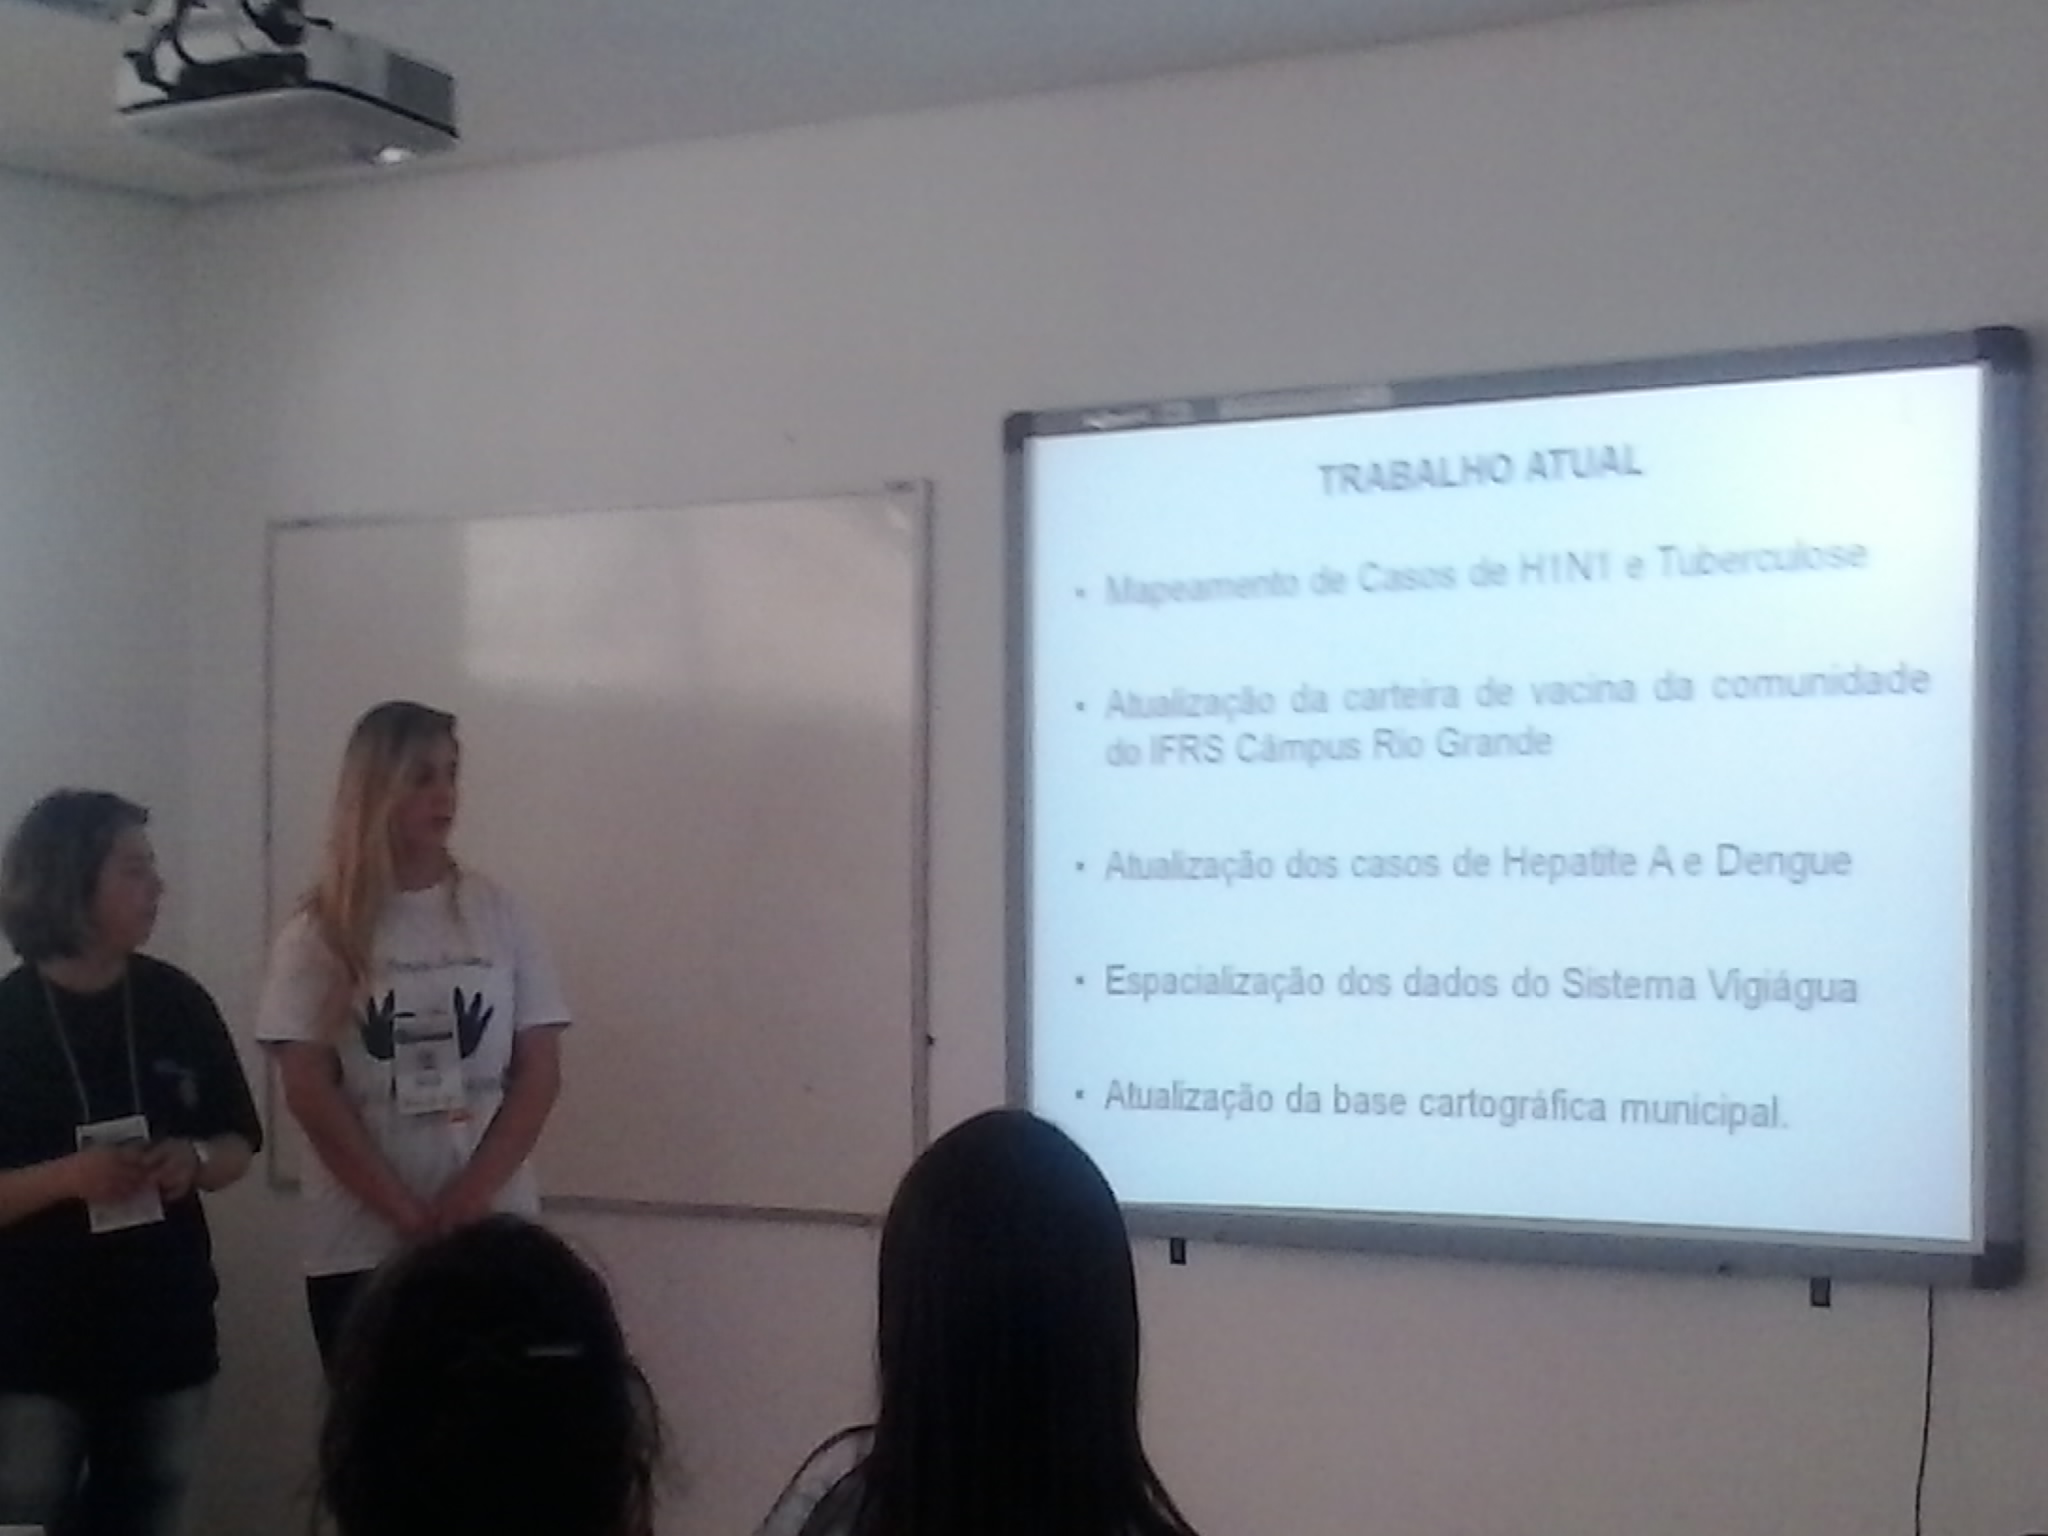 TRABALHO ATUAL
• Mapeamento de Casos de H1N1 e Tuberculose
• Atualização da carteira de vacina da comunidade
do IFRS Câmpus Rio Grande
• Atualização dos casos de Hepatite A e Dengue
• Espacialização dos dados do Sistema Vigiágua
• Atualização da base cartográfica municipal.